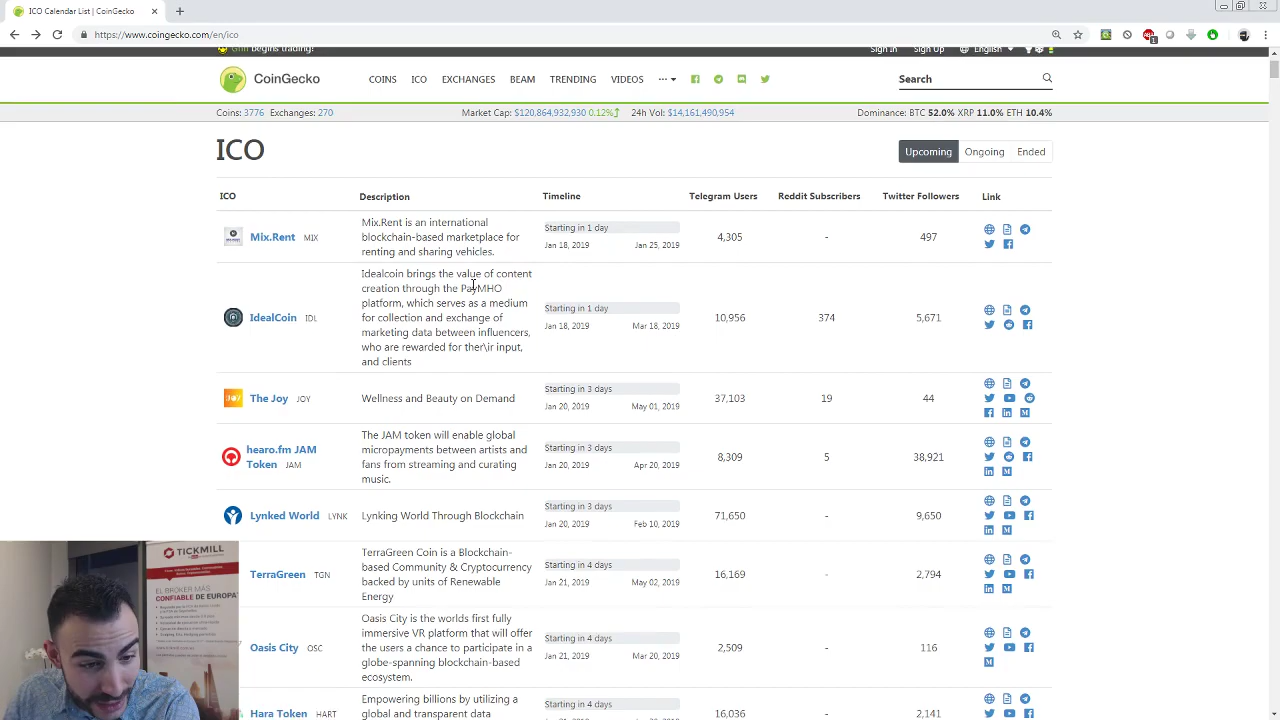 ICO Calendar List | CoinGecko
https://www.coingecko.com/en/ico
begins trading!
Sign In Sign Up English
CoinGecko
COINS ICO EXCHANGES BEAM TRENDING VIDEOS
Search
Coins: 3776 Exchanges: 270
Market Cap: $120,864,932,930 0.12% 24h Vol: $14,161,490,954
Dominance: BTC 52.0% XRP 11.0% ETH 10.4%
ICO
Upcoming Ongoing Ended
ICO Description Timeline Telegram Users Reddit Subscribers Twitter Followers Link
Mix.Rent MIX
Mix.Rent is an international
blockchain-based marketplace for
renting and sharing vehicles.
Starting in 1 day
Jan 18, 2019 Jan 25, 2019
4,305 - 497
IdealCoin IDL
Idealcoin brings the value of content
creation through the PayMHO
platform, which serves as a medium
for collection and exchange of
marketing data between influencers,
who are rewarded for ther\ir input,
and clients
Starting in 1 day
Jan 18, 2019 Mar 18, 2019
10,956 374 5,671
The Joy JOY
Wellness and Beauty on Demand
Starting in 3 days
Jan 20, 2019 May 01, 2019
37,103 19 44
hearo.fm JAM
Token JAM
The JAM token will enable global
micropayments between artists and
fans from streaming and curating
music.
Starting in 3 days
Jan 20, 2019 Apr 20, 2019
8,309 5 38,921
Lynked World LYNK
Lynking World Through Blockchain
Starting in 3 days
Jan 20, 2019 Feb 10, 2019
71,650 - 9,650
TerraGreen TGN
TerraGreen Coin is a Blockchain-
based Community & Cryptocurrency
backed by units of Renewable
Energy
Starting in 4 days
Jan 21, 2019 May 02, 2019
16,169 - 2,794
Oasis City OSC
Oasis City is the worlds first fully
immersive VR platform will offer
the users a chance to participate in a
globe-spanning blockchain-based
ecosystem.
Starting in 4 days
Jan 21, 2019 Mar 20, 2019
2,509 - 116
Hara Token HART
Empowering billions by utilizing a
global and transparent data
Starting in 4 days
16,036 - 2,141
TICKMILL
EL BRÓKER MÁS
CONFIABLE DE EUROPA